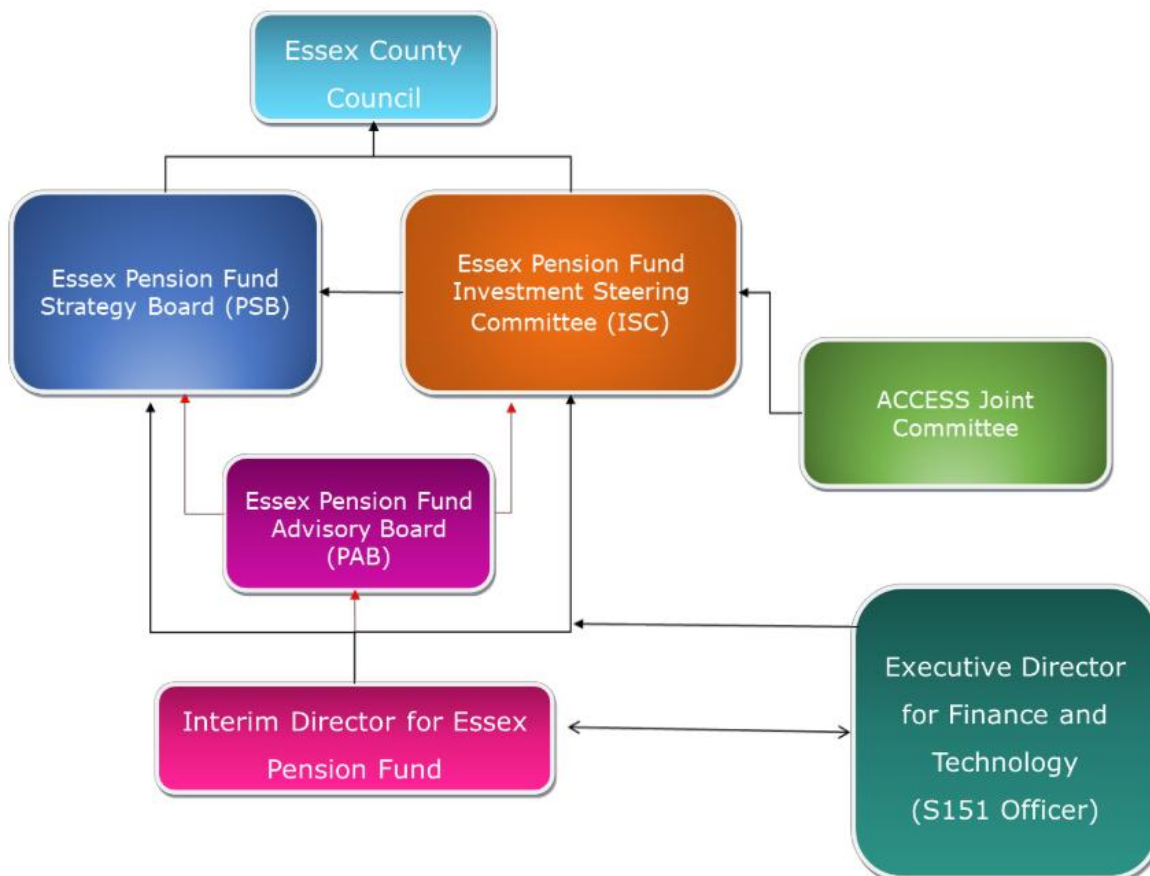 Essex County
Council
Essex Pension Fund
Strategy Board (PSB)
Essex Pension Fund
Investment Steering
Committee (ISC)
ACCESS Joint
Committee
Essex Pension Fund
Advisory Board
(PAB)
Interim Director for Essex
Pension Fund
Executive Director
for Finance and
Technology
(S151 Officer)